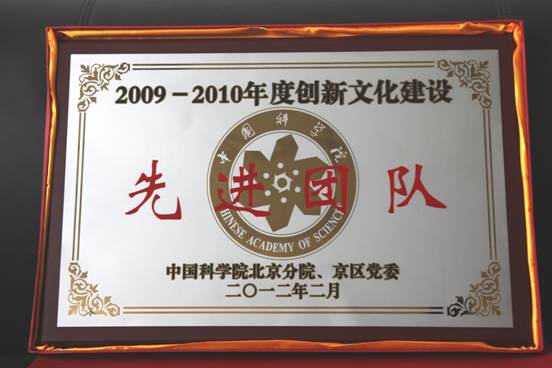 2009－2010年度创新文化建设
中国科学院
先进团队
CHINESE ACADEMY OF SCIENCES
中国科学院北京分院、京区党委
二〇一二年二月